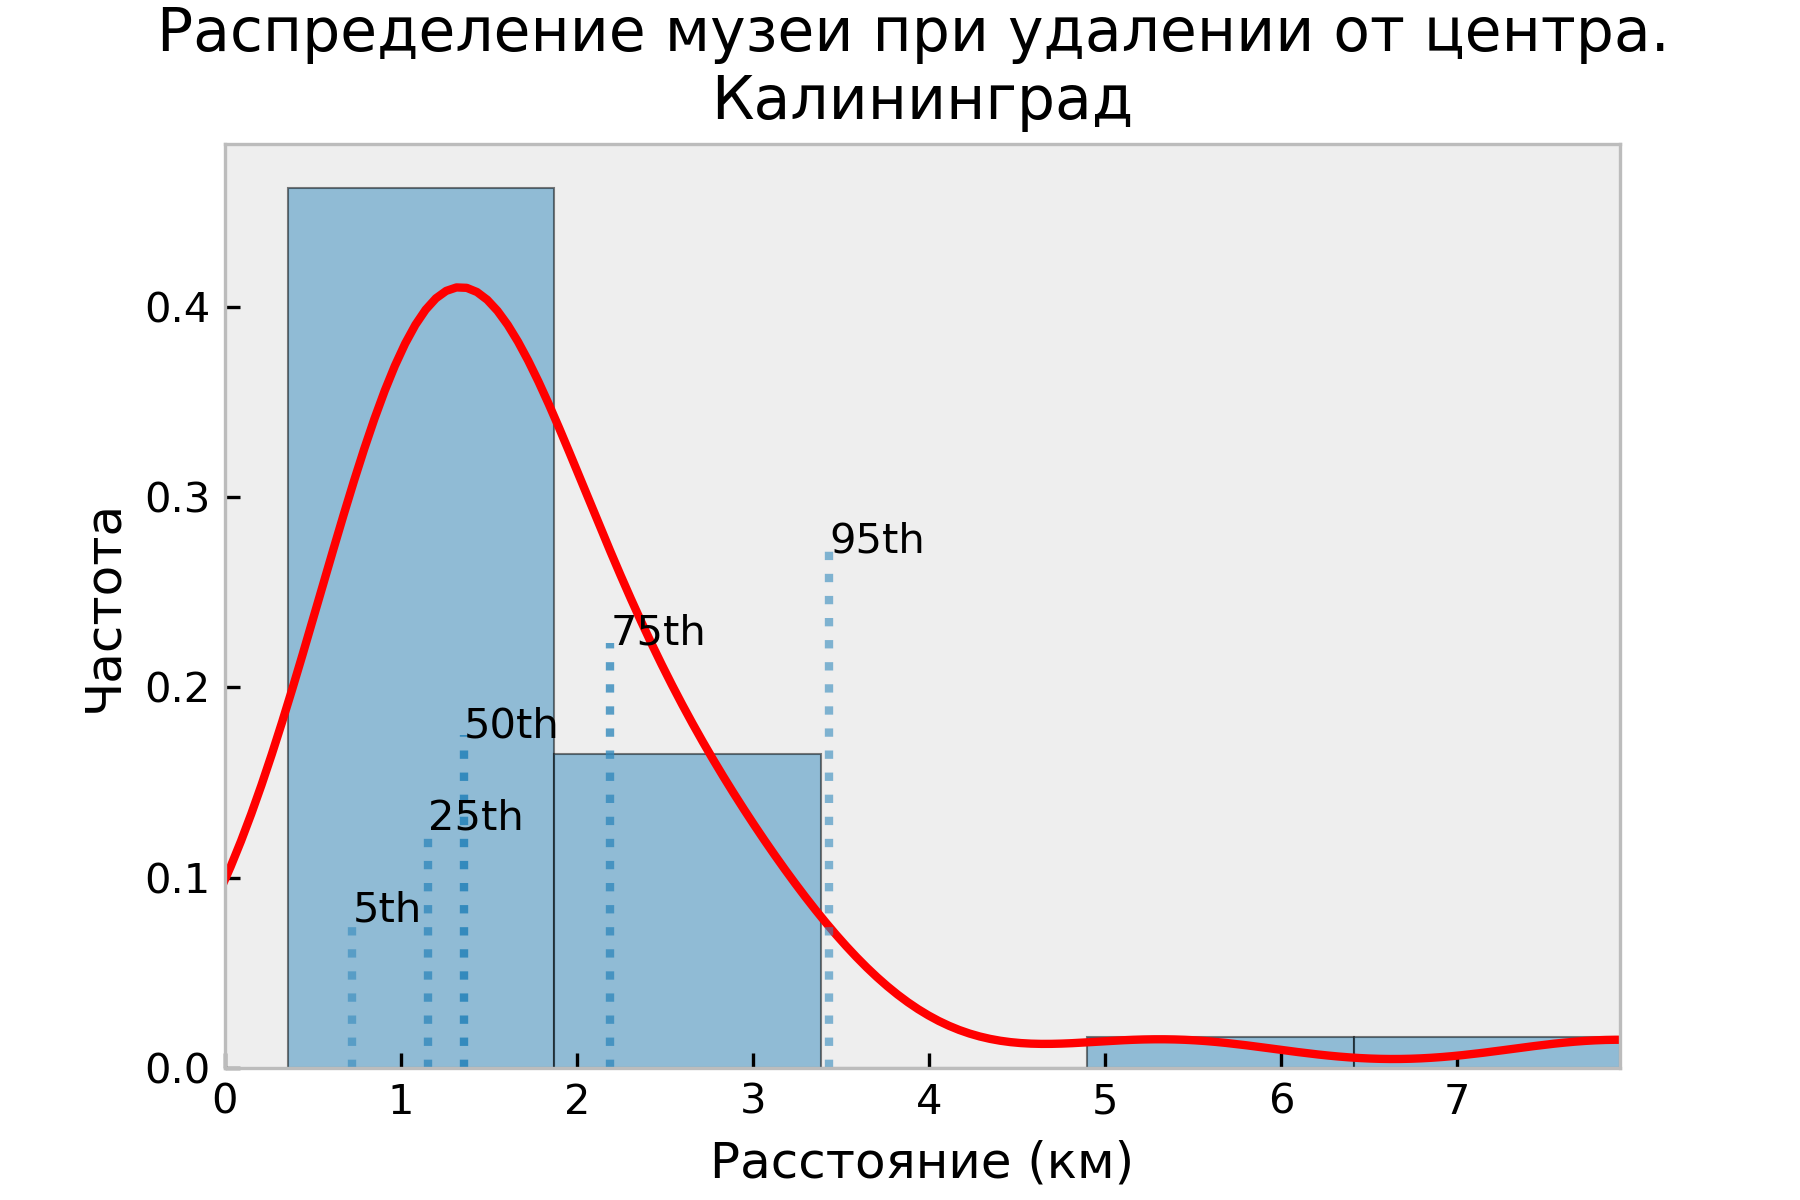 Распределение музеи при удалении от центра.
Калининград
Частота
0.4
0.3
0.2
0.1
0.0
95th
75th
50th
25th
5th
0 1 2 3 4 5 6 7
Расстояние (км)